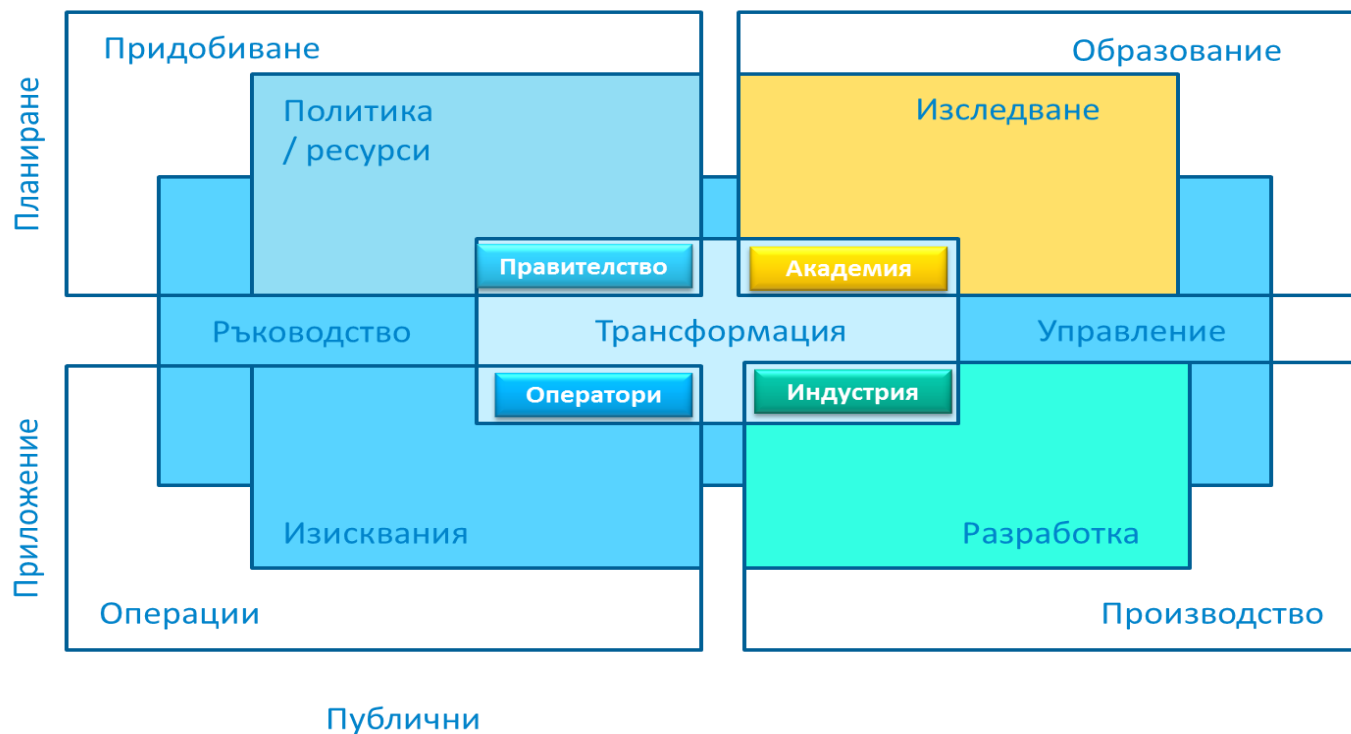 Придобиване
Образование
Планиране
Политика
/ ресурси
Изследване
Правителство
Академия
Ръководство
Трансформация
Управление
Оператори
Индустрия
Приложение
Изисквания
Разработка
Операции
Производство
Публични